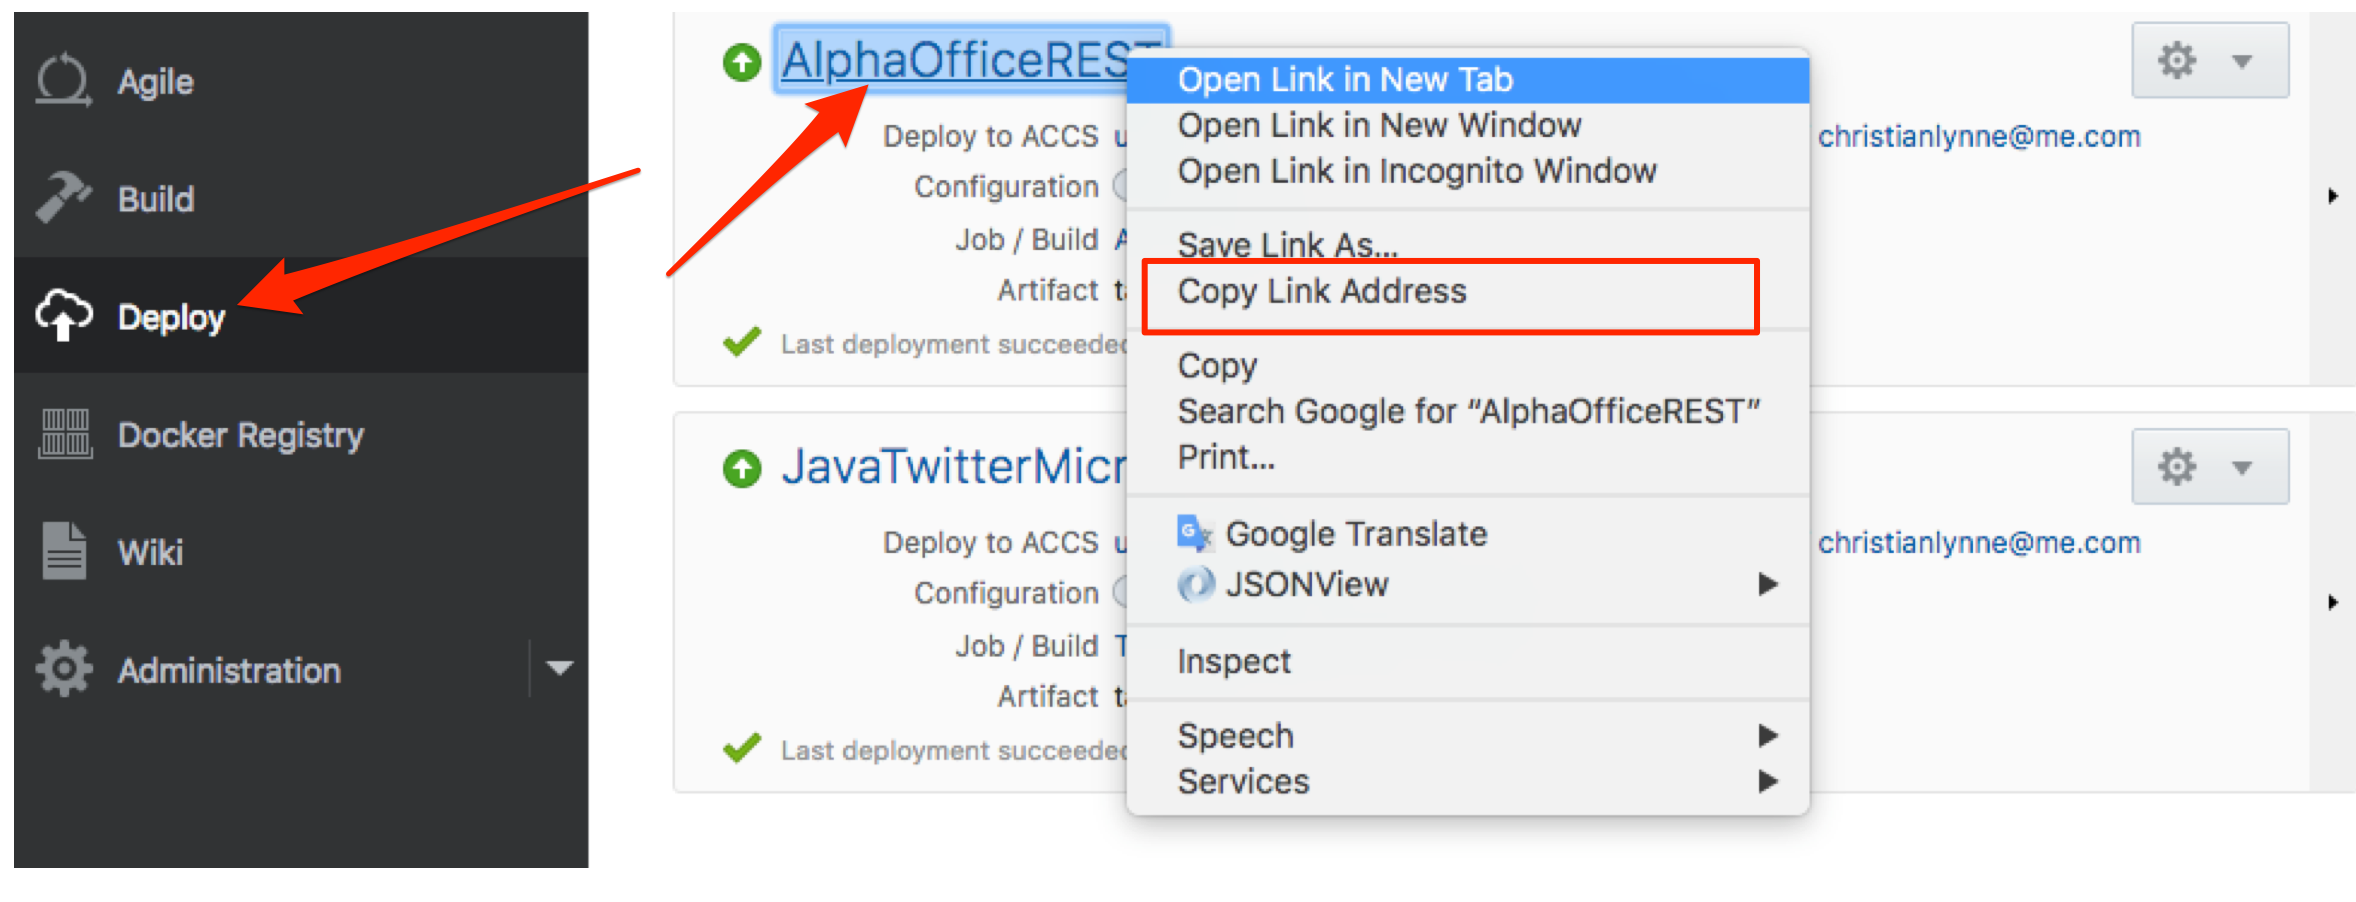 Agile
Build
Deploy
Docker Registry
Wiki
Administration
AlphaOfficeREST
Deploy to ACCS u
christianlynne@me.com
Configuration
Job / Build A
Artifact t
Last deployment succeeded
JavaTwitterMicr
Deploy to ACCS u
christianlynne@me.com
Configuration
Job / Build T
Artifact t
Last deployment succeeded
Open Link in New Tab
Open Link in New Window
Open Link in Incognito Window
Save Link As...
Copy Link Address
Copy
Search Google for “AlphaOfficeREST”
Print...
Google Translate
JSONView
Inspect
Speech
Services